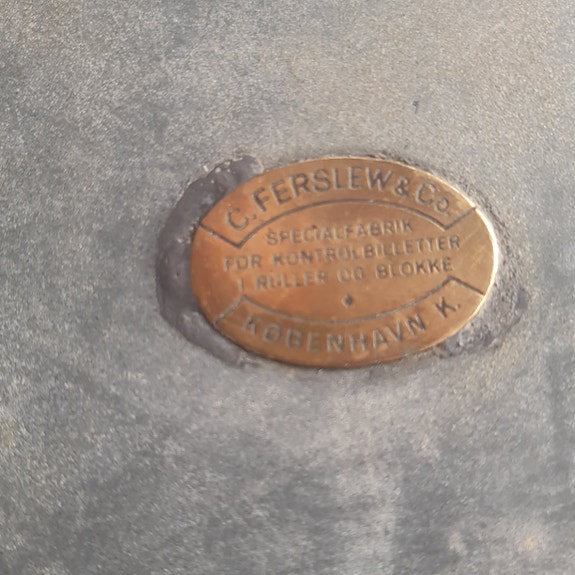 C. FERSLEW & Co.
SPECIALFABRIK
FOR KONTROLBILLETTER
I RULLER OG BLOKKE
KØBENHAVN K.